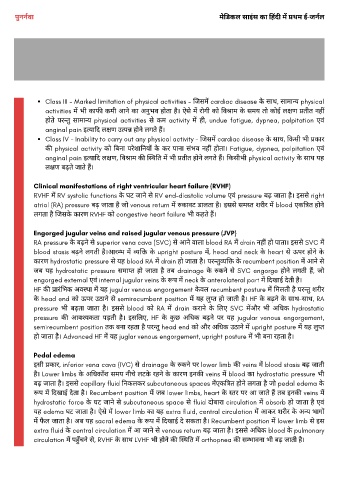 पुनर्नवा
मेडिकल साइंस का हिंदी में प्रथम ई-जर्नल
• Class III - Marked limitation of physical activities - जिसमें cardiac disease के साथ, सामान्य physical
activities में भी काफी कमी आने का अनुभव होता है। ऐसे में रोगी को विश्राम के समय तो कोई लक्षण प्रतीत नहीं
होते परन्तु सामान्य physical activities से कम activity में ही, undue fatigue, dypnea, palpitation एवं
anginal pain इत्यादि लक्षण उत्पन्न होने लगते हैं।
• Class IV - Inability to carry out any physical activity - जिसमें cardiac disease के साथ, किसी भी प्रकार
की physical activity को बिना परेशानियों के कर पाना संभव नहीं होता। Fatigue, dypnea, palpitation एवं
anginal pain इत्यादि लक्षण, विश्राम की स्थिति में भी प्रतीत होने लगते हैं। किसीभी physical activity के साथ यह
लक्षण बढ़ते जाते हैं।
Clinical manifestations of right ventricular heart failure (RVHF)
RVHF में RV systolic functions के घट जाने से RV end-diastolic volume एवं pressure बढ़ जाता है। इससे right
atrial (RA) pressure बढ़ जाता है जो venous return में रुकावट डालता है। इससे समस्त शरीर में blood एकत्रित होने
लगता है जिसके कारण RVHF को congestive heart failure भी कहते हैं।
Engorged jugular veins and raised jugular venous pressure (JVP)
RA pressure के बढ़ने से superior vena cava (SVC) से आने वाला blood RA में drain नहीं हो पाता। इससे SVC में
blood stasis बढ़ने लगती है।आरम्भ में व्यक्ति के upright posture में, head and neck के heart से ऊपर होने के
कारण hydrostatic pressure से यह blood RA में drain हो जाता है। परन्तुव्यक्ति के recumbent position में आने से
जब यह hydrostatic pressure समाप्त हो जाता है तब drainage के रुकने से SVC engorge होने लगती है, जो
engorged external एवं internal jugular veins के रूप में neck के anterolateral part में दिखाई देती है।
HF की प्रारंभिक अवस्था में यह jugular venous engorgement केवल recumbent posture में मिलती है परन्तु शरीर
के head end को ऊपर उठाने से semirecumbent position में यह लुप्त हो जाती है। HF के बढ़ने के साथ-साथ, RA
pressure भी बढ़ता जाता है। इससे blood को RA में drain कराने के लिए SVC मेंऔर भी अधिक hydrostatic
pressure की आवश्यकता पड़ती है। इसलिए, HF के कुछ अधिक बढ़ने पर यह jugular venous engorgement,
semirecumbent position तक बना रहता है परन्तु head end को और अधिक उठाने में upright posture में यह लुप्त
हो जाता है। Advanced HF में यह juglar venous engorgement, upright posture में भी बना रहता है।
Pedal edema
इसी प्रकार, inferior vena cava (IVC) से drainage के रुकने पर lower limb की veins में blood stasis बढ़ जाती
है। Lower limbs के अधिकतर समय नीचे लटके रहने के कारण इनकी veins में blood का hydrostatic pressure भी
बढ़ जाता है। इससे capillary fluid निकलकर subcutaneous spaces मेंएकत्रित होने लगता है जो pedal edema के
रूप में दिखाई देता है। Recumbent position में जब lower limbs, heart के स्तर पर आ जाते हैं तब इनकी veins में
hydrostatic force के घट जाने से subcutaneous space से fluid दोबारा circulation में absorb हो जाता है एवं
यह edema घट जाता है। ऐसे में lower limb का यह extra fluid, central circulation में आकर शरीर के अन्य भागों
में फैल जाता है। अब यह sacral edema के रूप में दिखाई दे सकता है। Recumbent position में lower limb से इस
extra fluid के central circulation में आ जाने से venous return बढ़ जाता है। इससे अधिक blood के pulmonary
circulation में पहुँचने से, RVHF के साथ LVHF भी होने की स्थिति में orthopnea की सम्भावना भी बढ़ जाती है।